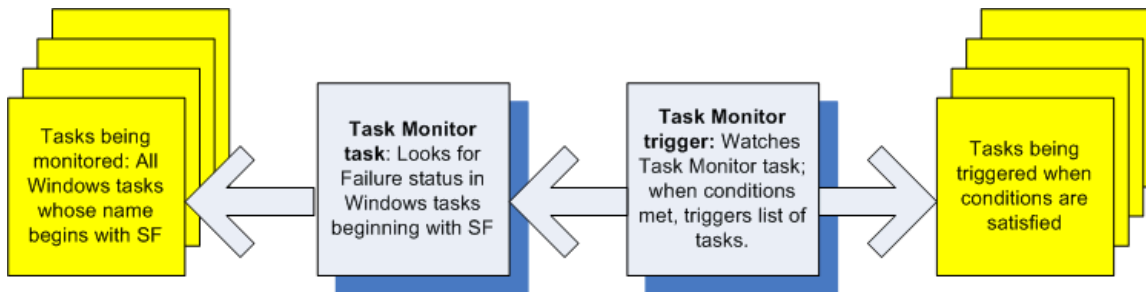 Tasks being
monitored: All
Windows tasks
whose name
begins with SF
Task Monitor
task: Looks for
Failure status in
Windows tasks
beginning with SF
Task Monitor
trigger: Watches
Task Monitor task;
when conditions
met, triggers list of
tasks.
Tasks being
triggered when
conditions are
satisfied